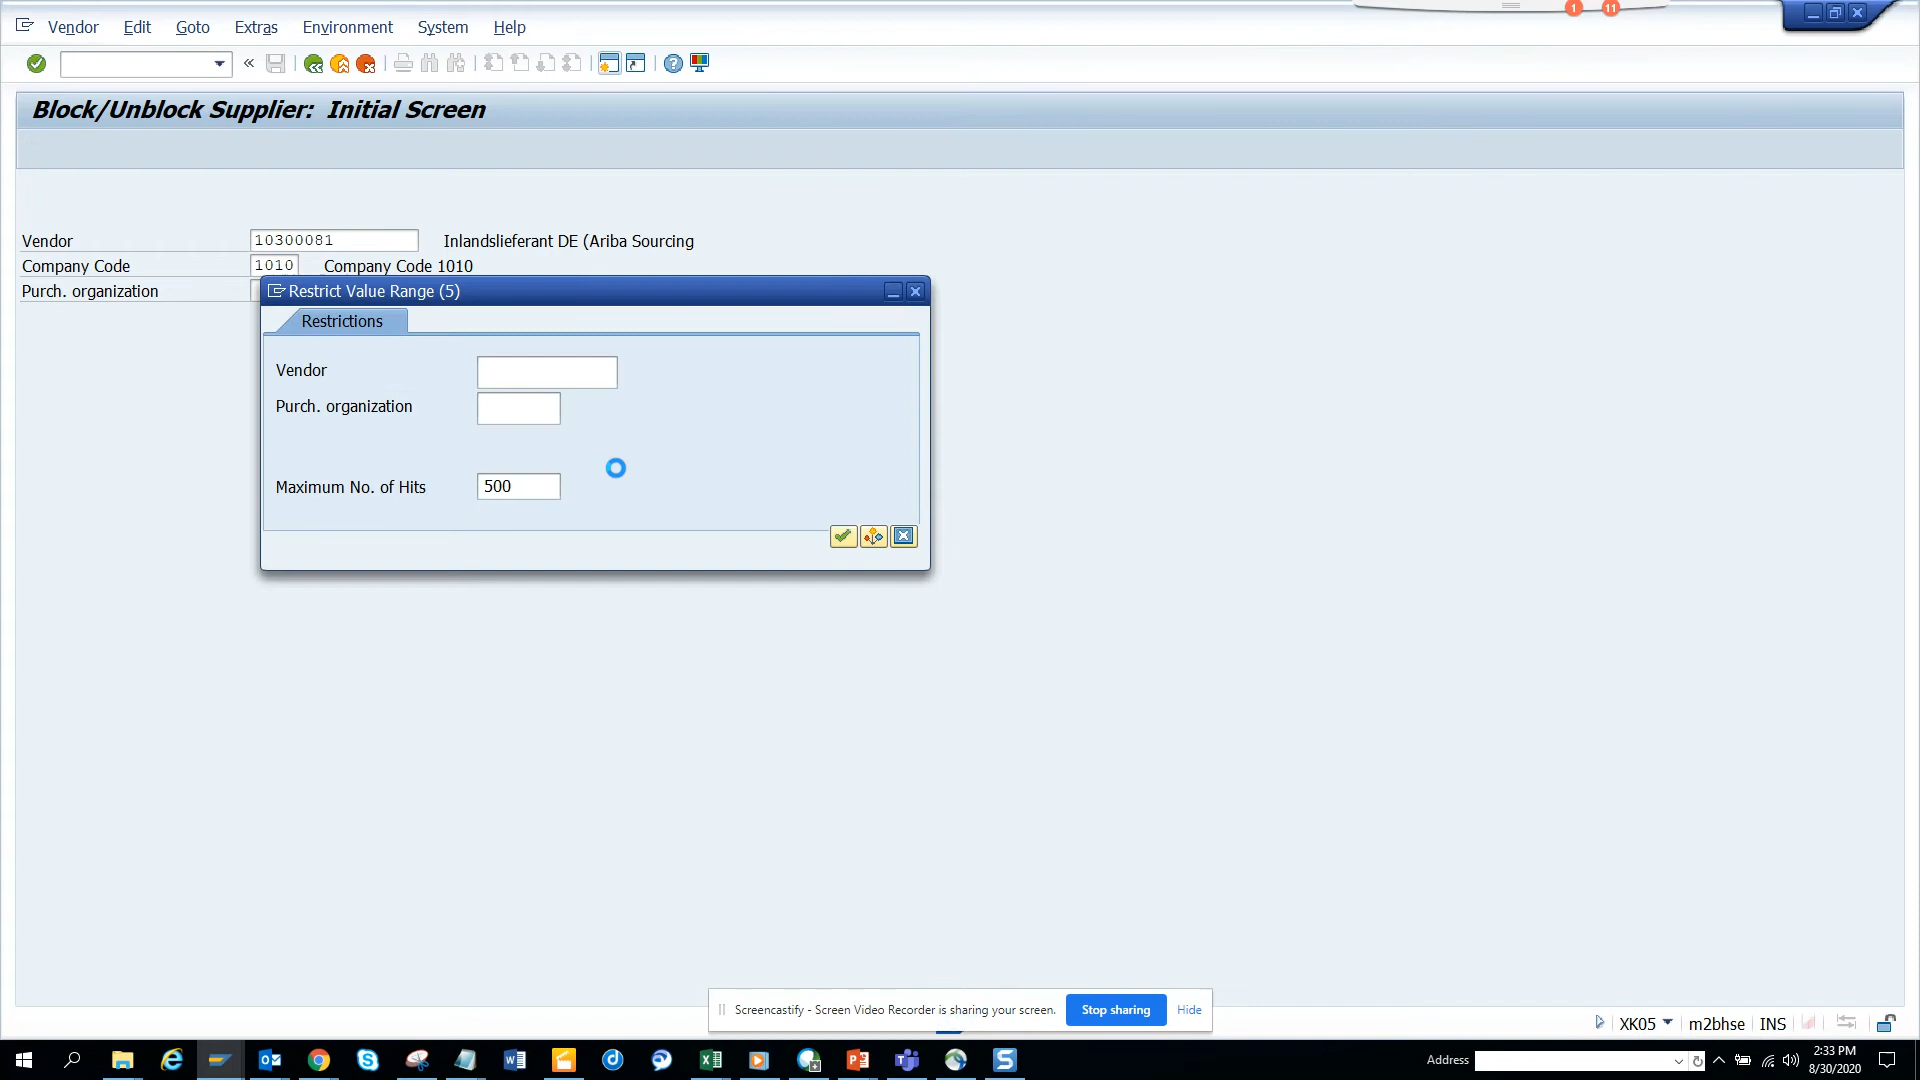 1 11
Vendor Edit Goto Extras Environment System Help
Block/Unblock Supplier: Initial Screen
Vendor 10300081 Inlandslieferant DE (Ariba Sourcing
Company Code 1010 Company Code 1010
Purch. organization
Restrict Value Range (5)
Restrictions
Vendor
Purch. organization
Maximum No. of Hits 500
Screencastify - Screen Video Recorder is sharing your screen. Stop sharing Hide
XK05 m2bhse INS
Address
2:33 PM
8/30/2020